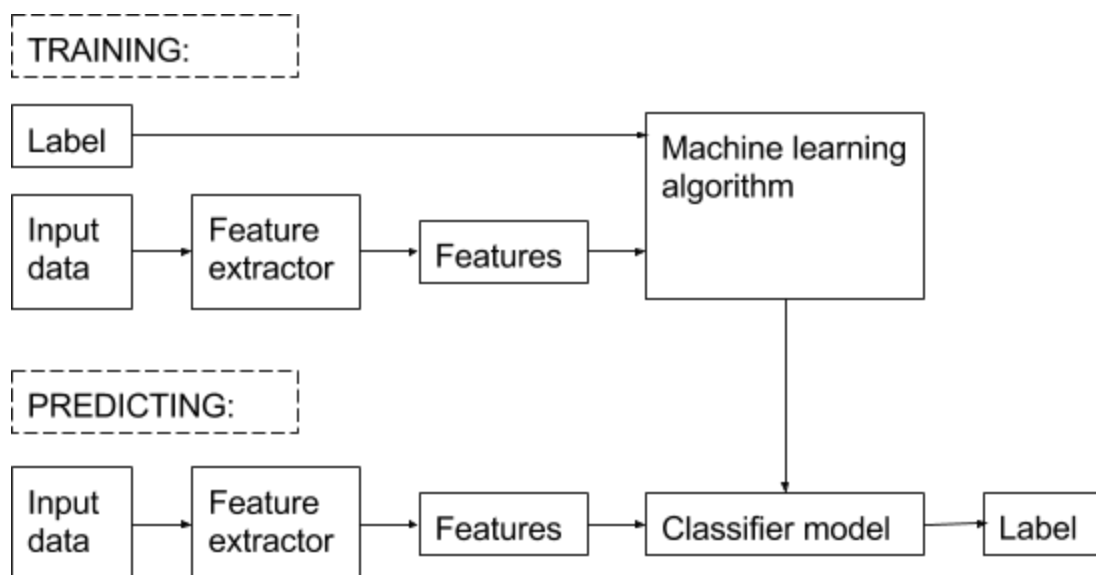 TRAINING:
Label
Machine learning
algorithm
Input
data
Feature
extractor
Features
PREDICTING:
Input
data
Feature
extractor
Features
Classifier model
Label